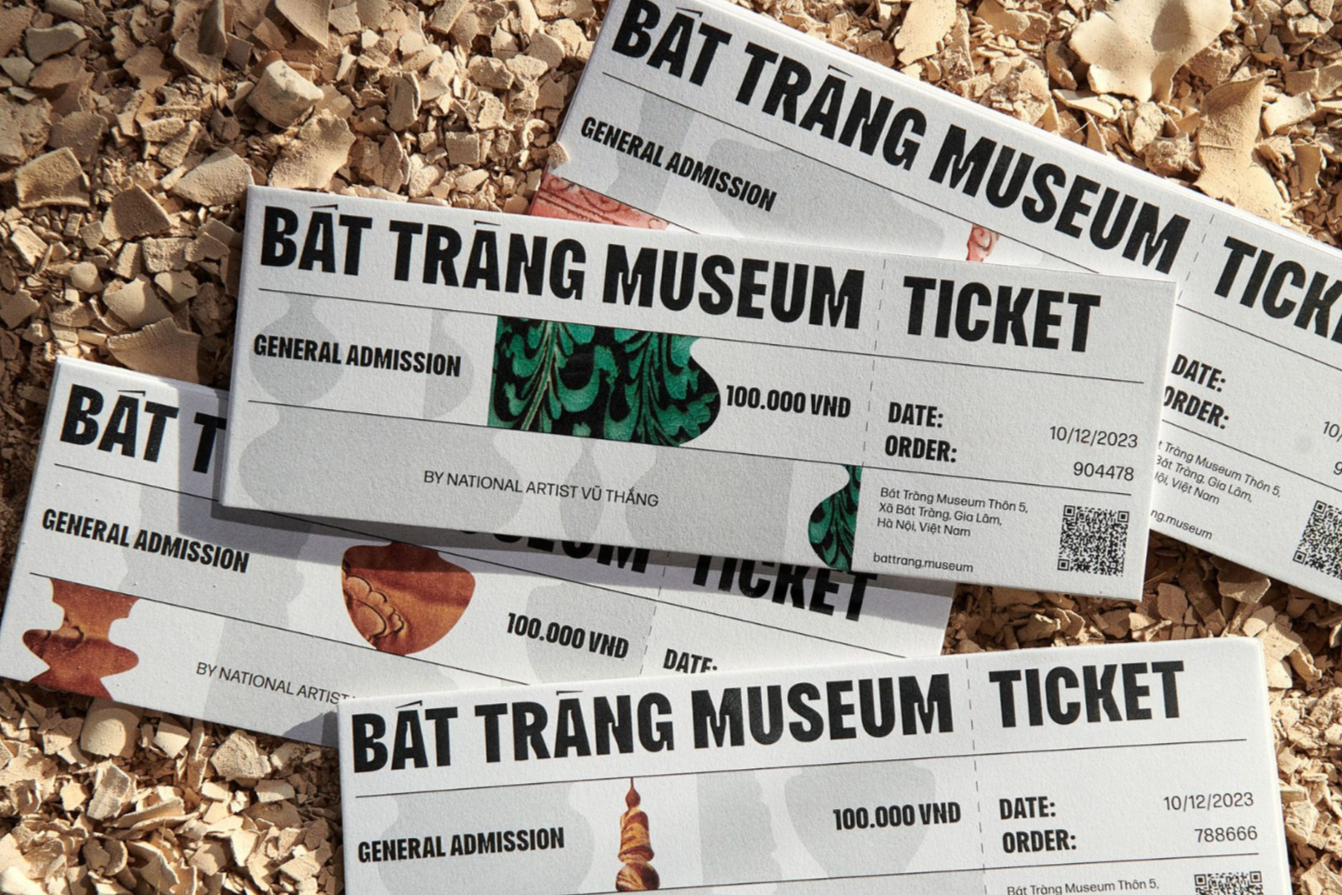 BÁT TRÀNG MUSEUM TICK
GENERAL ADMISSION
DATE:
ORDER:
t Tràng Museum Thôn 5,
Bát Tràng, Gia Lâm,
Nội, Việt Nam
ng.museum
BÁT TRÀNG MUSEUM TICKET
GENERAL ADMISSION
100.000 VND
DATE: 10/12/2023
ORDER: 904478
BY NATIONAL ARTIST VŨ THẮNG
Bát Tràng Museum Thôn 5,
Xã Bát Tràng, Gia Lâm,
Hà Nội, Việt Nam
battrang.museum
BÁT T
TICKET
GENERAL ADMISSION
100.000 VND
DATE:
BY NATIONAL ARTIST
BÁT TRÀNG MUSEUM TICKET
GENERAL ADMISSION
100.000 VND
DATE: 10/12/2023
ORDER: 788666
Bát Tràng Museum Thôn 5,